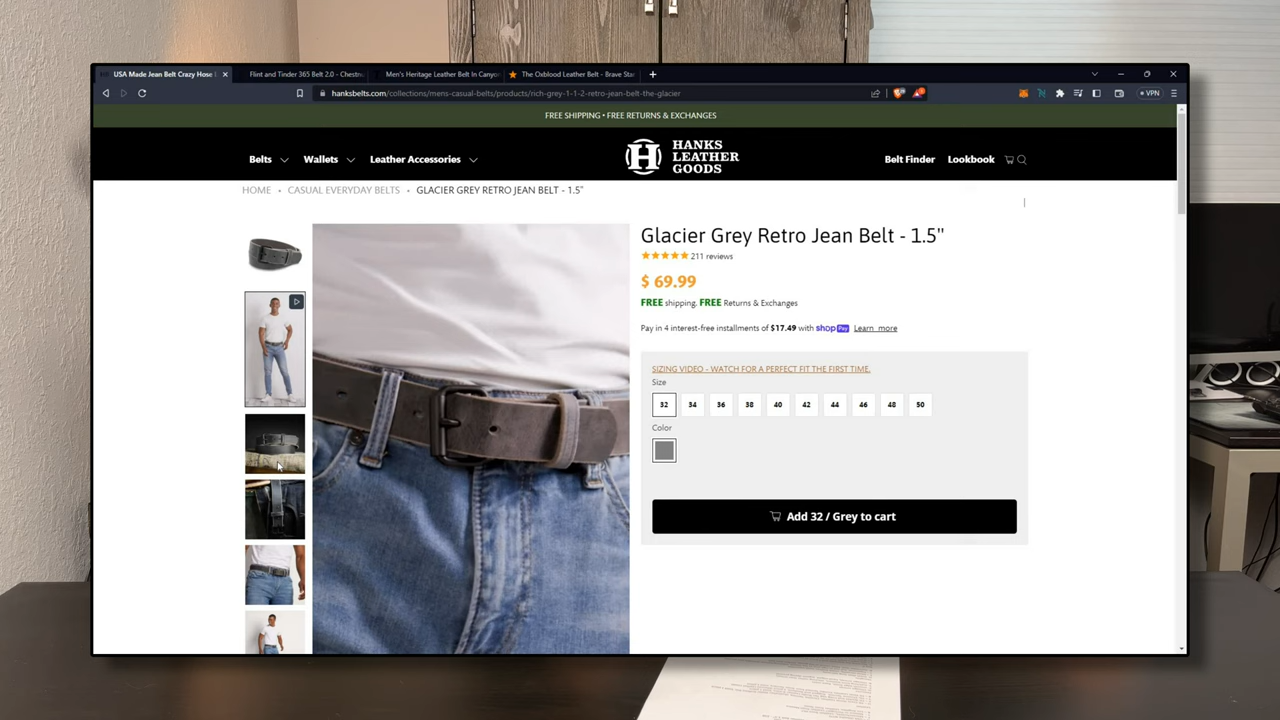 USA Made Jean Belt Crazy Horse
Flint and Tinder 365 Belt 2.0 - Chestn
Men's Heritage Leather Belt In Canyo
The Oxblood Leather Belt - Brave Star
hanksbelts.com/collections/mens-casual-belts/products/rich-grey-1-1-2-retro-jean-belt-the-glacier
VPN
FREE SHIPPING • FREE RETURNS & EXCHANGES
Belts
Wallets
Leather Accessories
H
HANKS
LEATHER
GOODS
Belt Finder
Lookbook
HOME • CASUAL EVERYDAY BELTS • GLACIER GREY RETRO JEAN BELT - 1.5"
Glacier Grey Retro Jean Belt - 1.5"
211 reviews
$ 69.99
FREE shipping. FREE Returns & Exchanges
Pay in 4 interest-free installments of $17.49 with shop Pay Learn more
SIZING VIDEO - WATCH FOR A PERFECT FIT THE FIRST TIME.
Size
32 34 36 38 40 42 44 46 48 50
Color
Add 32 / Grey to cart